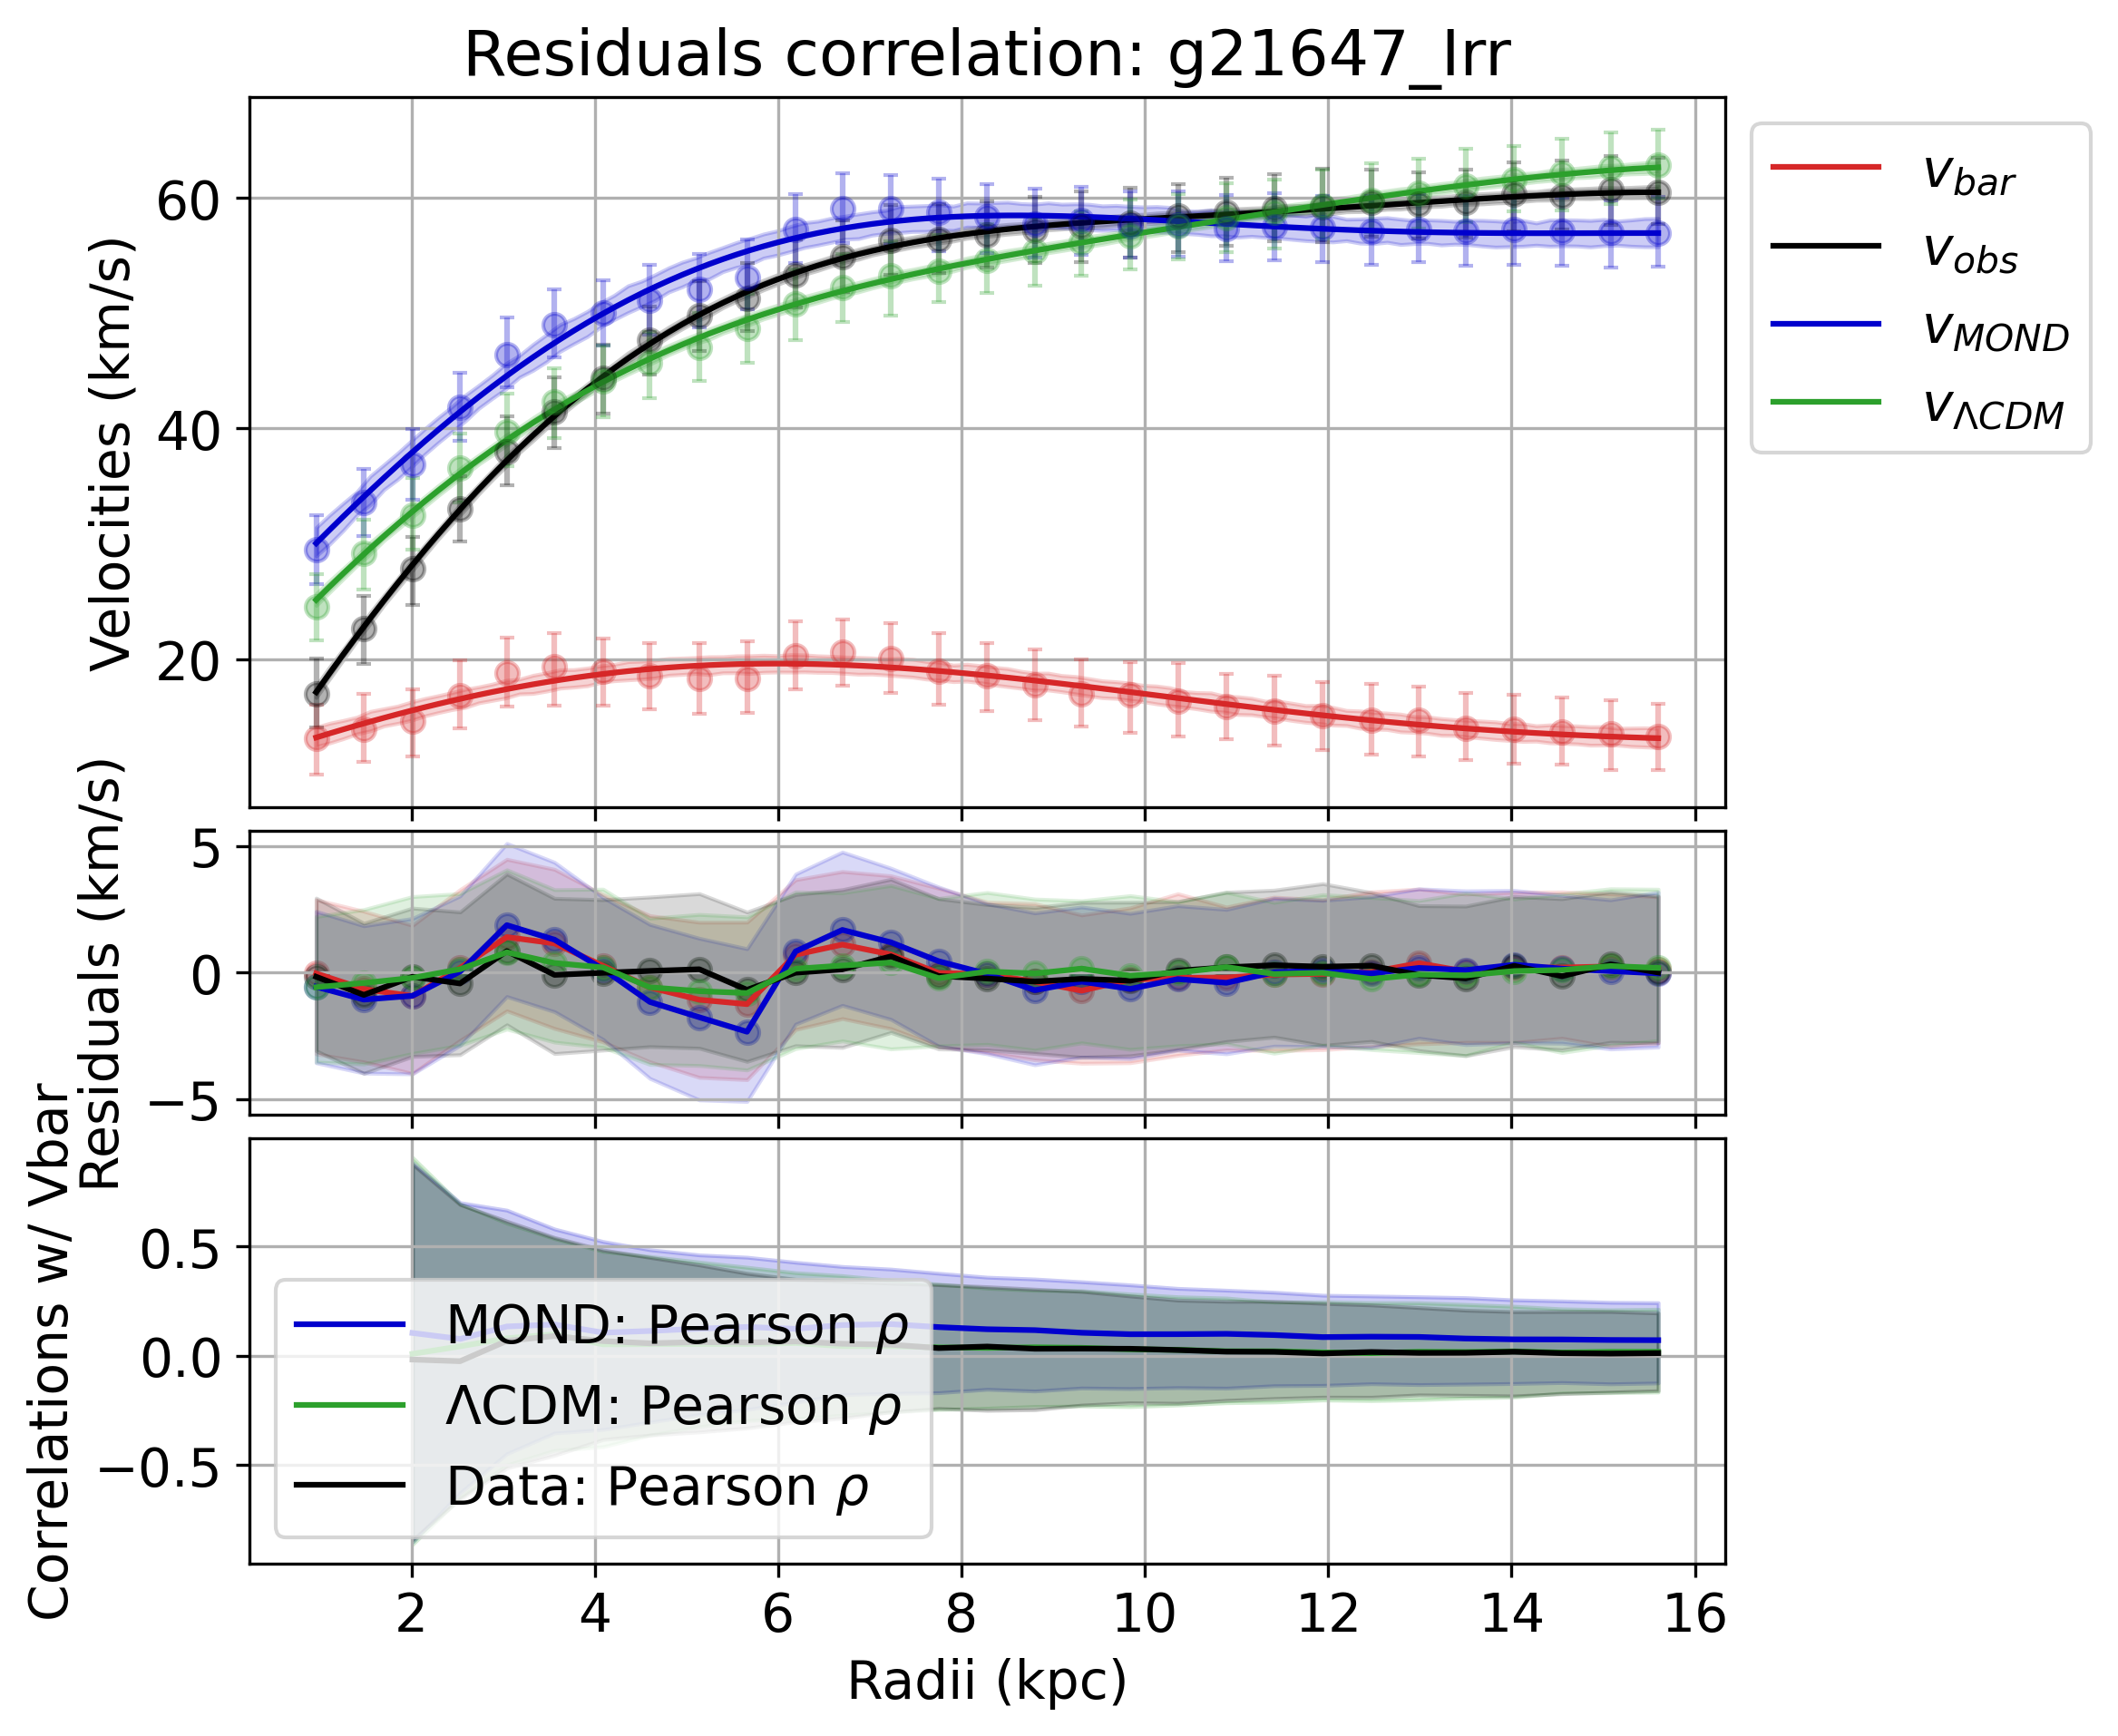 Residuals correlation: g21647_Irr
Velocities (km/s)
60
40
20
v_bar
v_obs
v_MOND
v_ΛCDM
Residuals (km/s)
5
0
−5
Correlations w/ Vbar
0.5
0.0
−0.5
MOND: Pearson ρ
ΛCDM: Pearson ρ
Data: Pearson ρ
2 4 6 8 10 12 14 16
Radii (kpc)